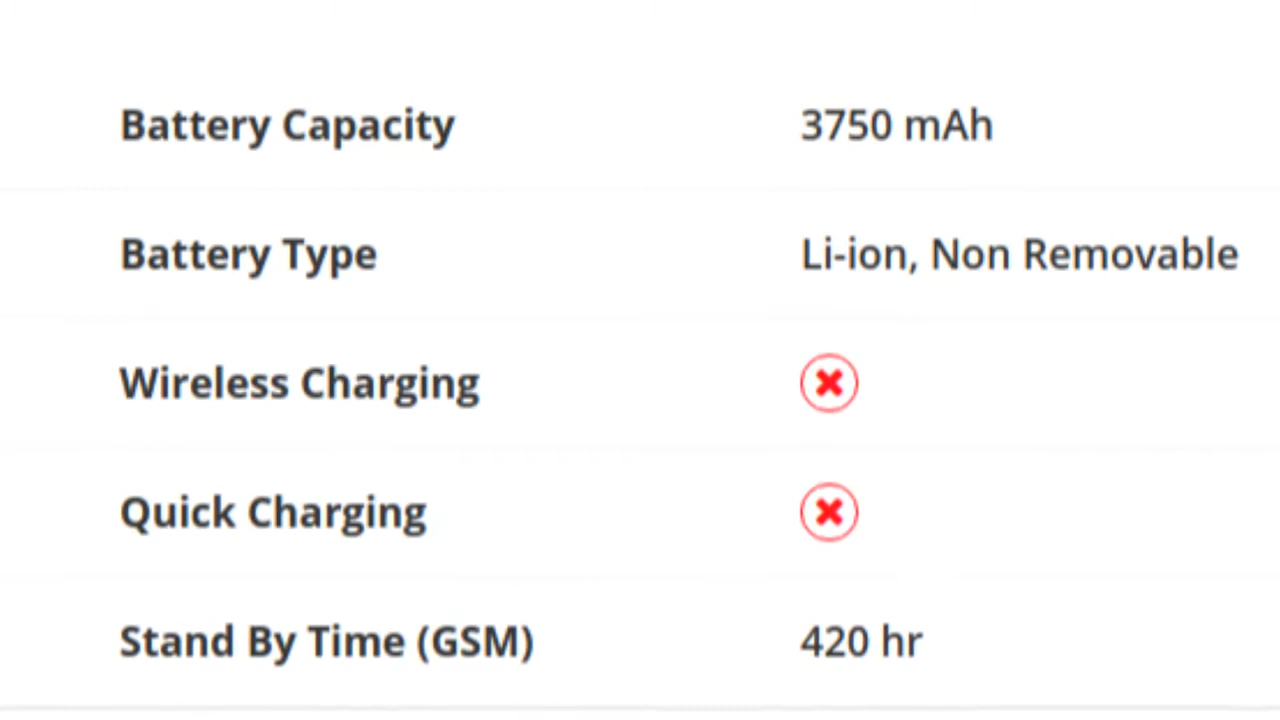 Battery Capacity 3750 mAh
Battery Type Li-ion, Non Removable
Wireless Charging
Quick Charging
Stand By Time (GSM) 420 hr